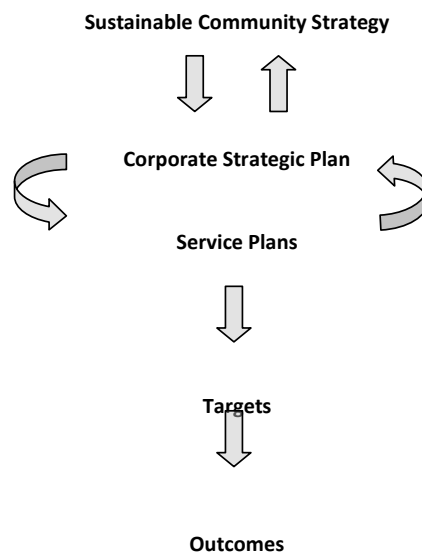 Sustainable Community Strategy
Corporate Strategic Plan
Service Plans
Targets
Outcomes